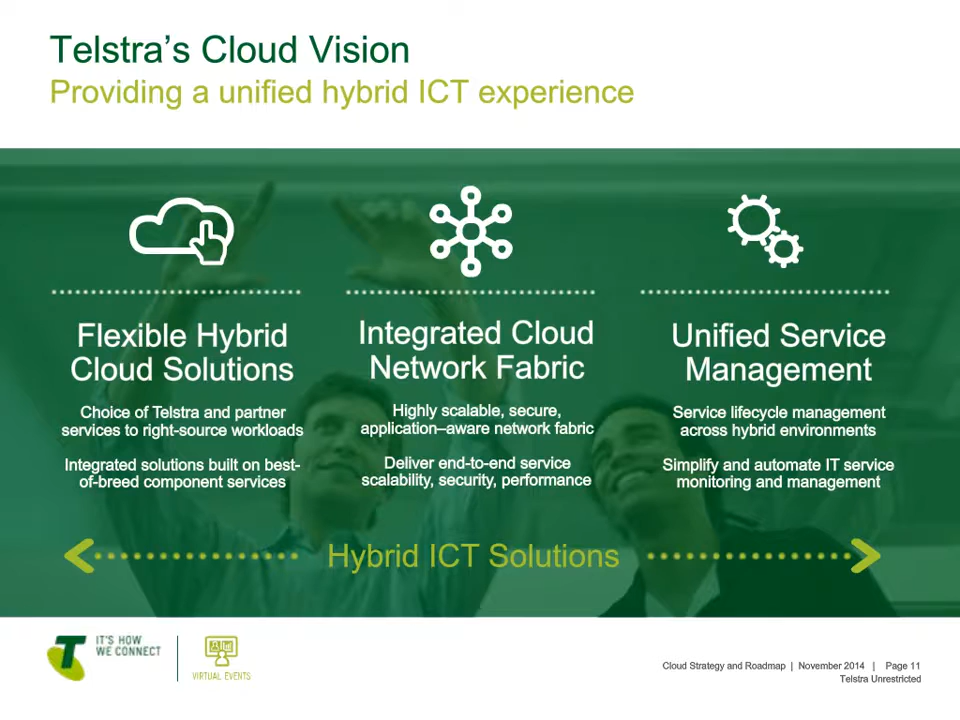 Telstra’s Cloud Vision
Providing a unified hybrid ICT experience
Flexible Hybrid
Cloud Solutions
Choice of Telstra and partner
services to right-source workloads
Integrated solutions built on best-
of-breed component services
Integrated Cloud
Network Fabric
Highly scalable, secure,
application–aware network fabric
Deliver end-to-end service
scalability, security, performance
Unified Service
Management
Service lifecycle management
across hybrid environments
Simplify and automate IT service
monitoring and management
Hybrid ICT Solutions
T
IT'S HOW
WE CONNECT
VIRTUAL EVENTS
Cloud Strategy and Roadmap | November 2014 | Page 11
Telstra Unrestricted